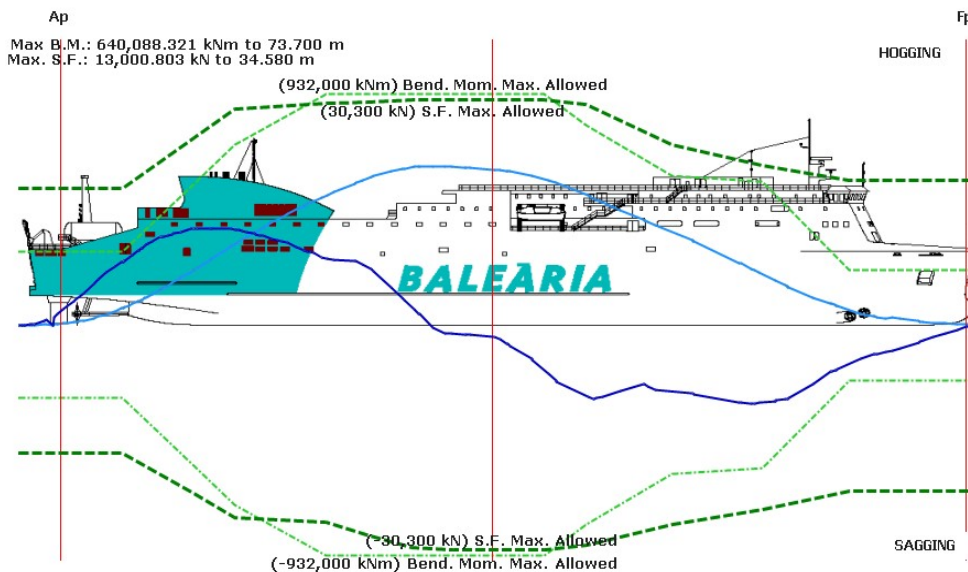 Ap
Fp
Max B.M.: 640,088.321 kNm to 73.700 m
Max. S.F.: 13,000.803 kN to 34.580 m
HOGGING
(932,000 kNm) Bend. Mom. Max. Allowed
(30,300 kN) S.F. Max. Allowed
BALEÀRIA
(-30,300 kN) S.F. Max. Allowed
SAGGING
(-932,000 kNm) Bend. Mom. Max. Allowed